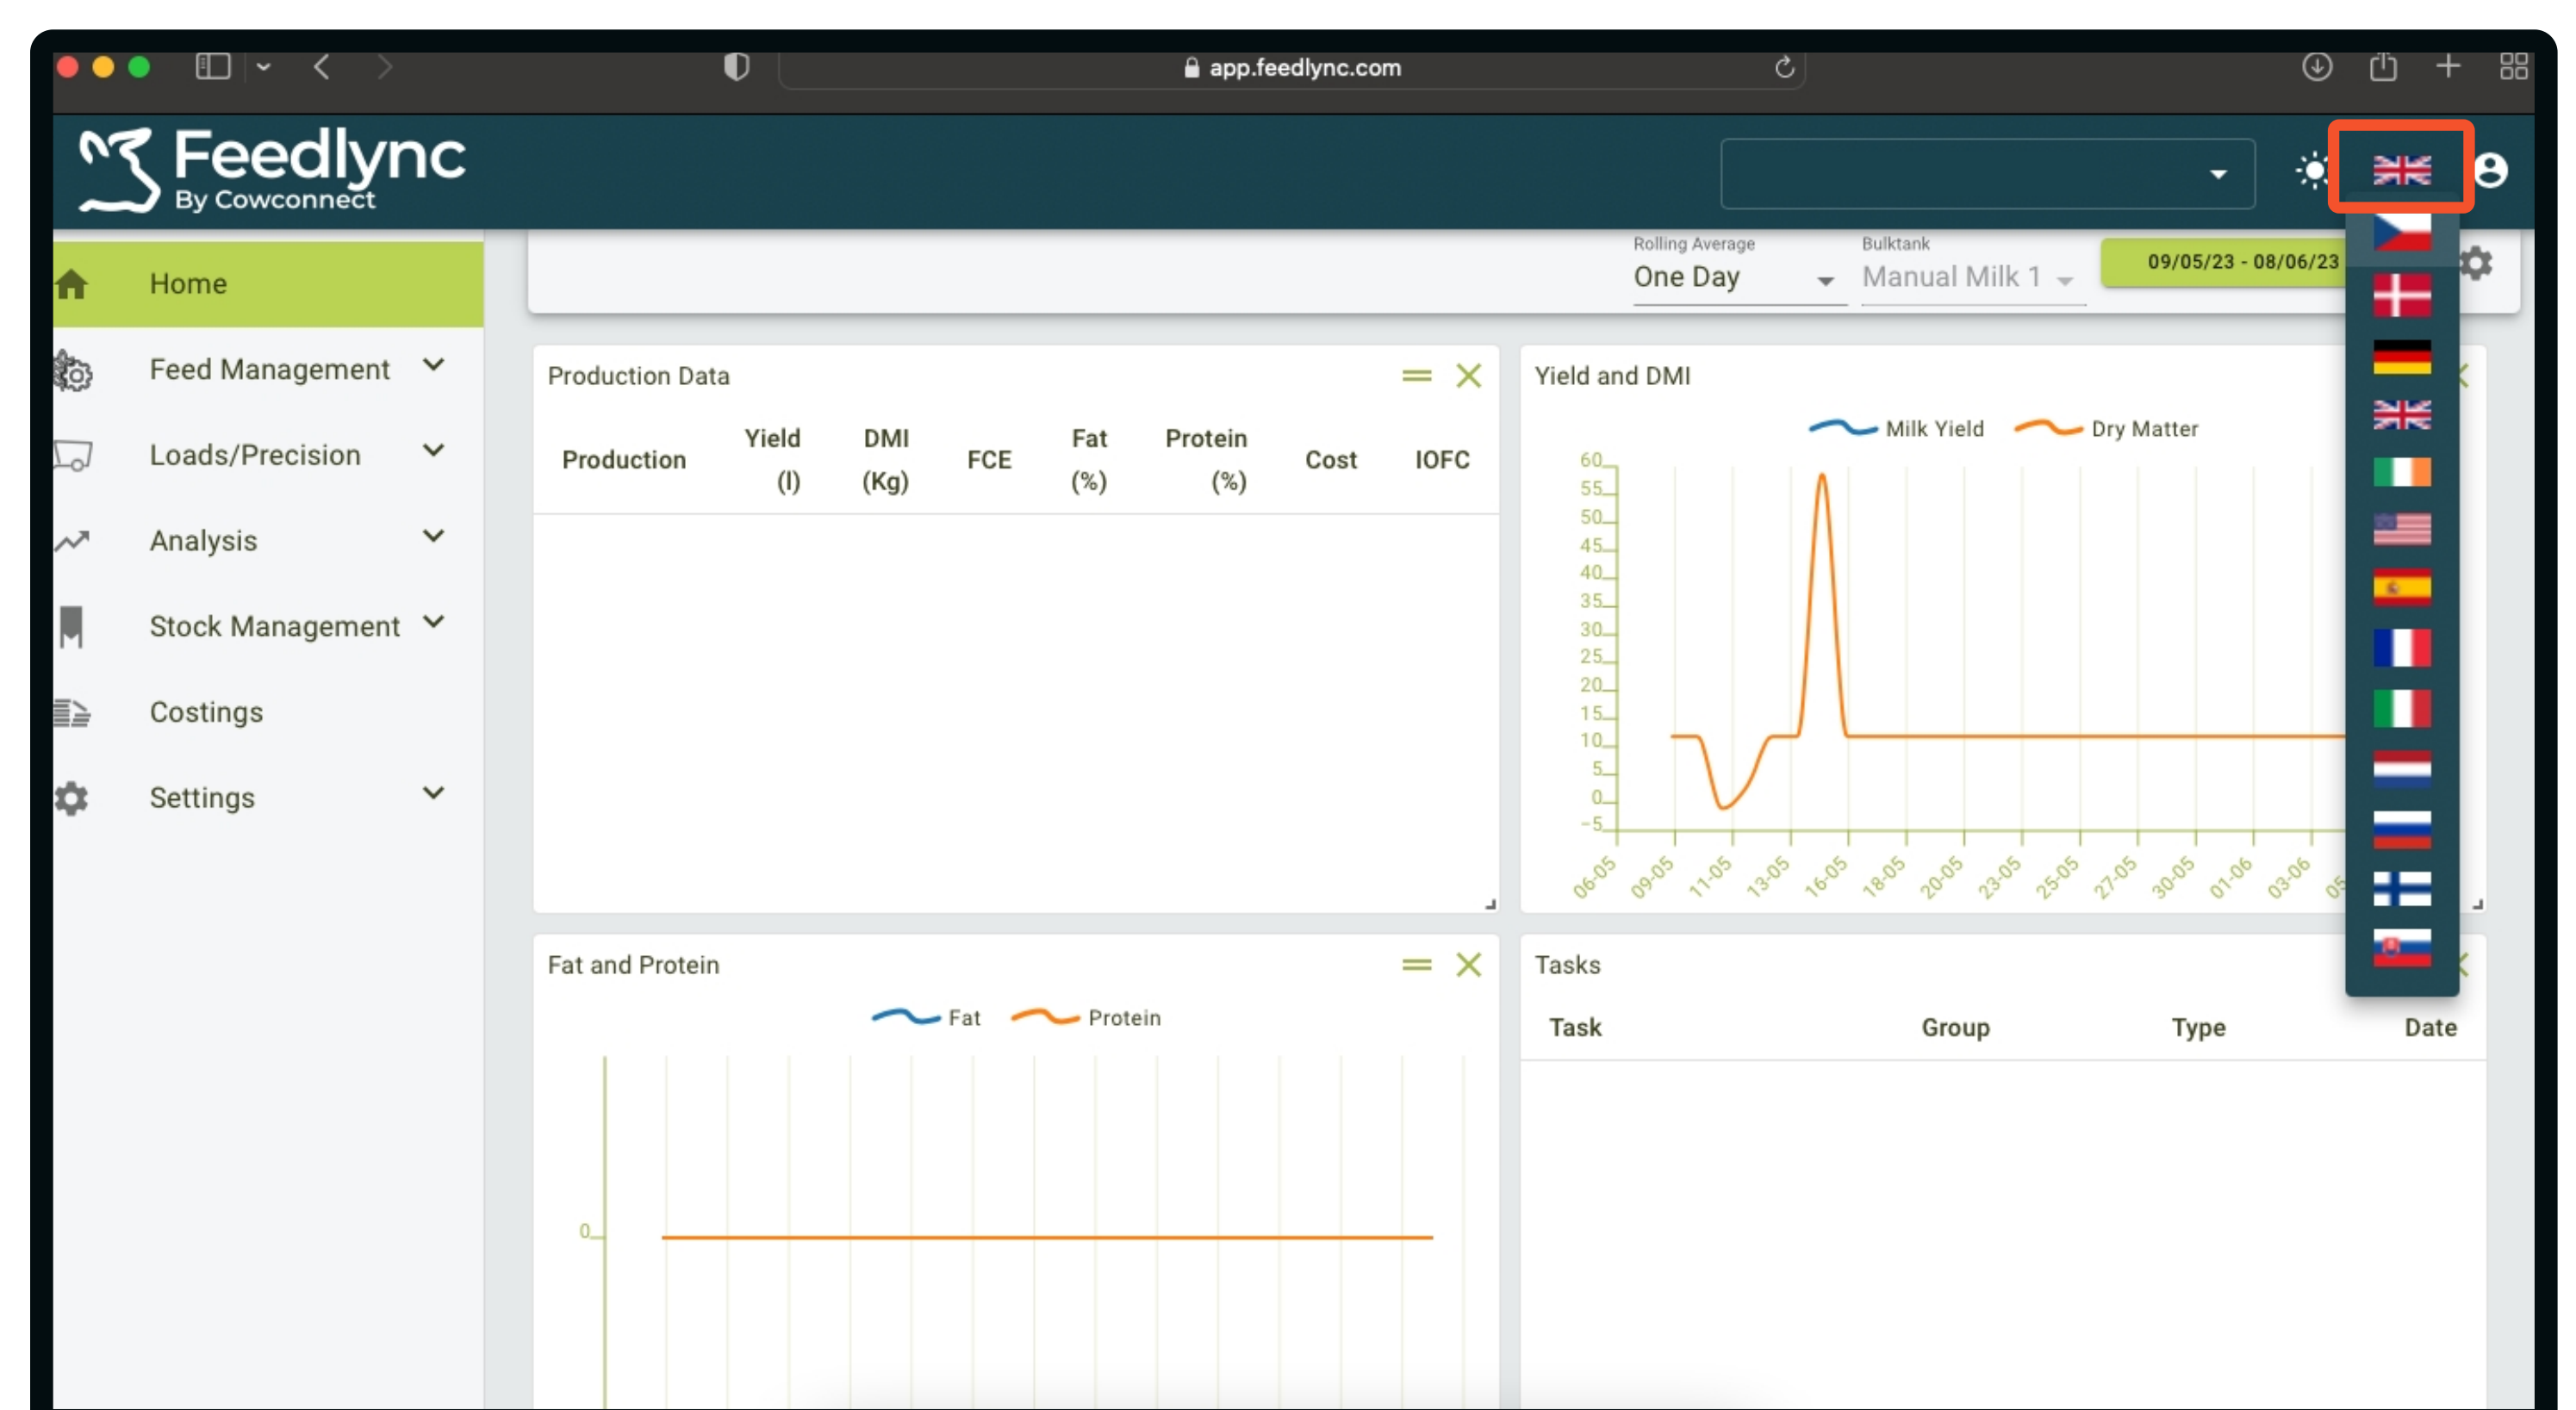 app.feedlync.com
Feedlync
By Cowconnect
Home
Feed Management
Loads/Precision
Analysis
Stock Management
Costings
Settings
Rolling Average
One Day
Bulktank
Manual Milk 1
09/05/23 - 08/06/23
Production Data
Production
Yield
(l)
DMI
(Kg)
FCE
Fat
(%)
Protein
(%)
Cost
IOFC
Yield and DMI
Milk Yield
Dry Matter
60
55
50
45
40
35
30
25
20
15
10
5
0
-5
06-05
09-05
11-05
13-05
16-05
18-05
20-05
23-05
25-05
27-05
30-05
01-06
03-06
Fat and Protein
Fat
Protein
0
Tasks
Task
Group
Type
Date